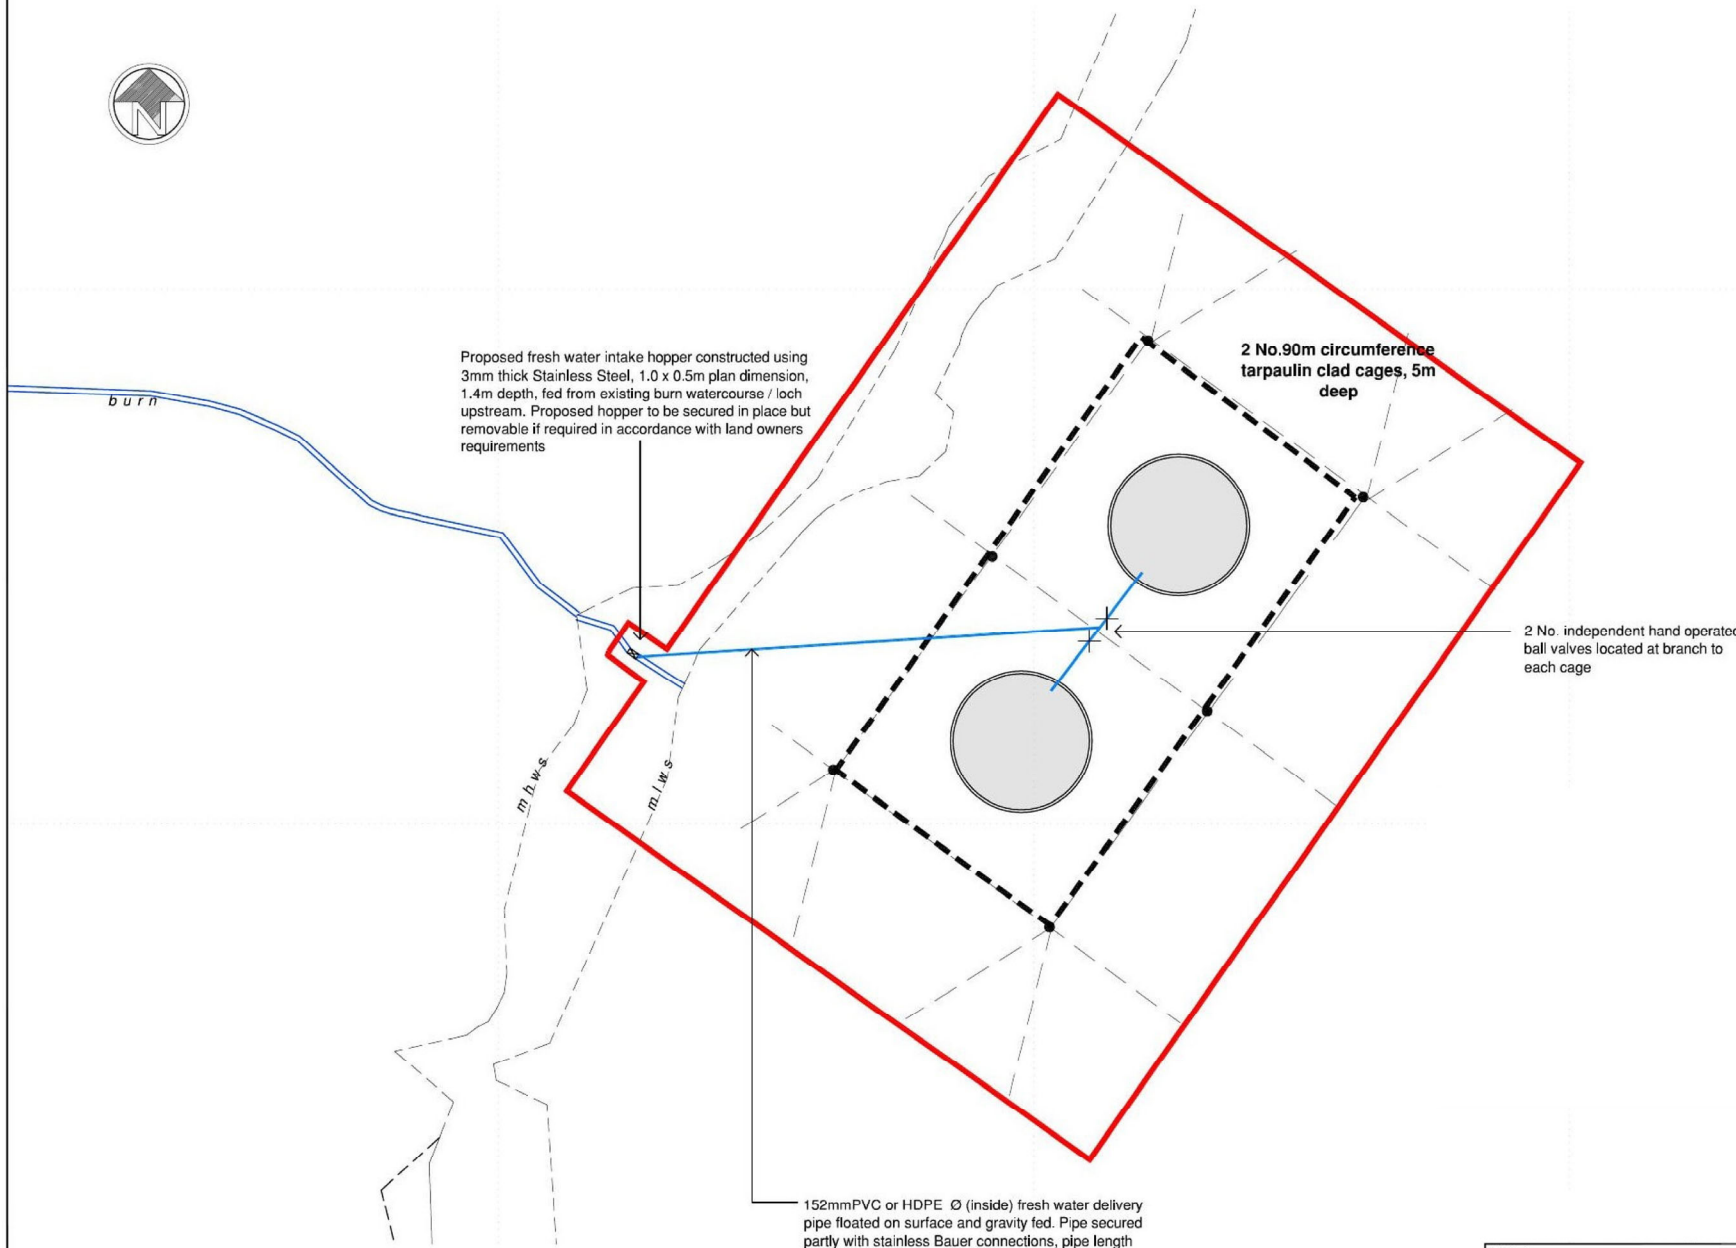 N
Proposed fresh water intake hopper constructed using
3mm thick Stainless Steel, 1.0 x 0.5m plan dimension,
1.4m depth, fed from existing burn watercourse / loch
upstream. Proposed hopper to be secured in place but
removable if required in accordance with land owners
requirements
2 No.90m circumference
tarpaulin clad cages, 5m
deep
burn
2 No. independent hand operated
ball valves located at branch to
each cage
mhws
mlws
152mmPVC or HDPE Ø (inside) fresh water delivery
pipe floated on surface and gravity fed. Pipe secured
partly with stainless Bauer connections, pipe length